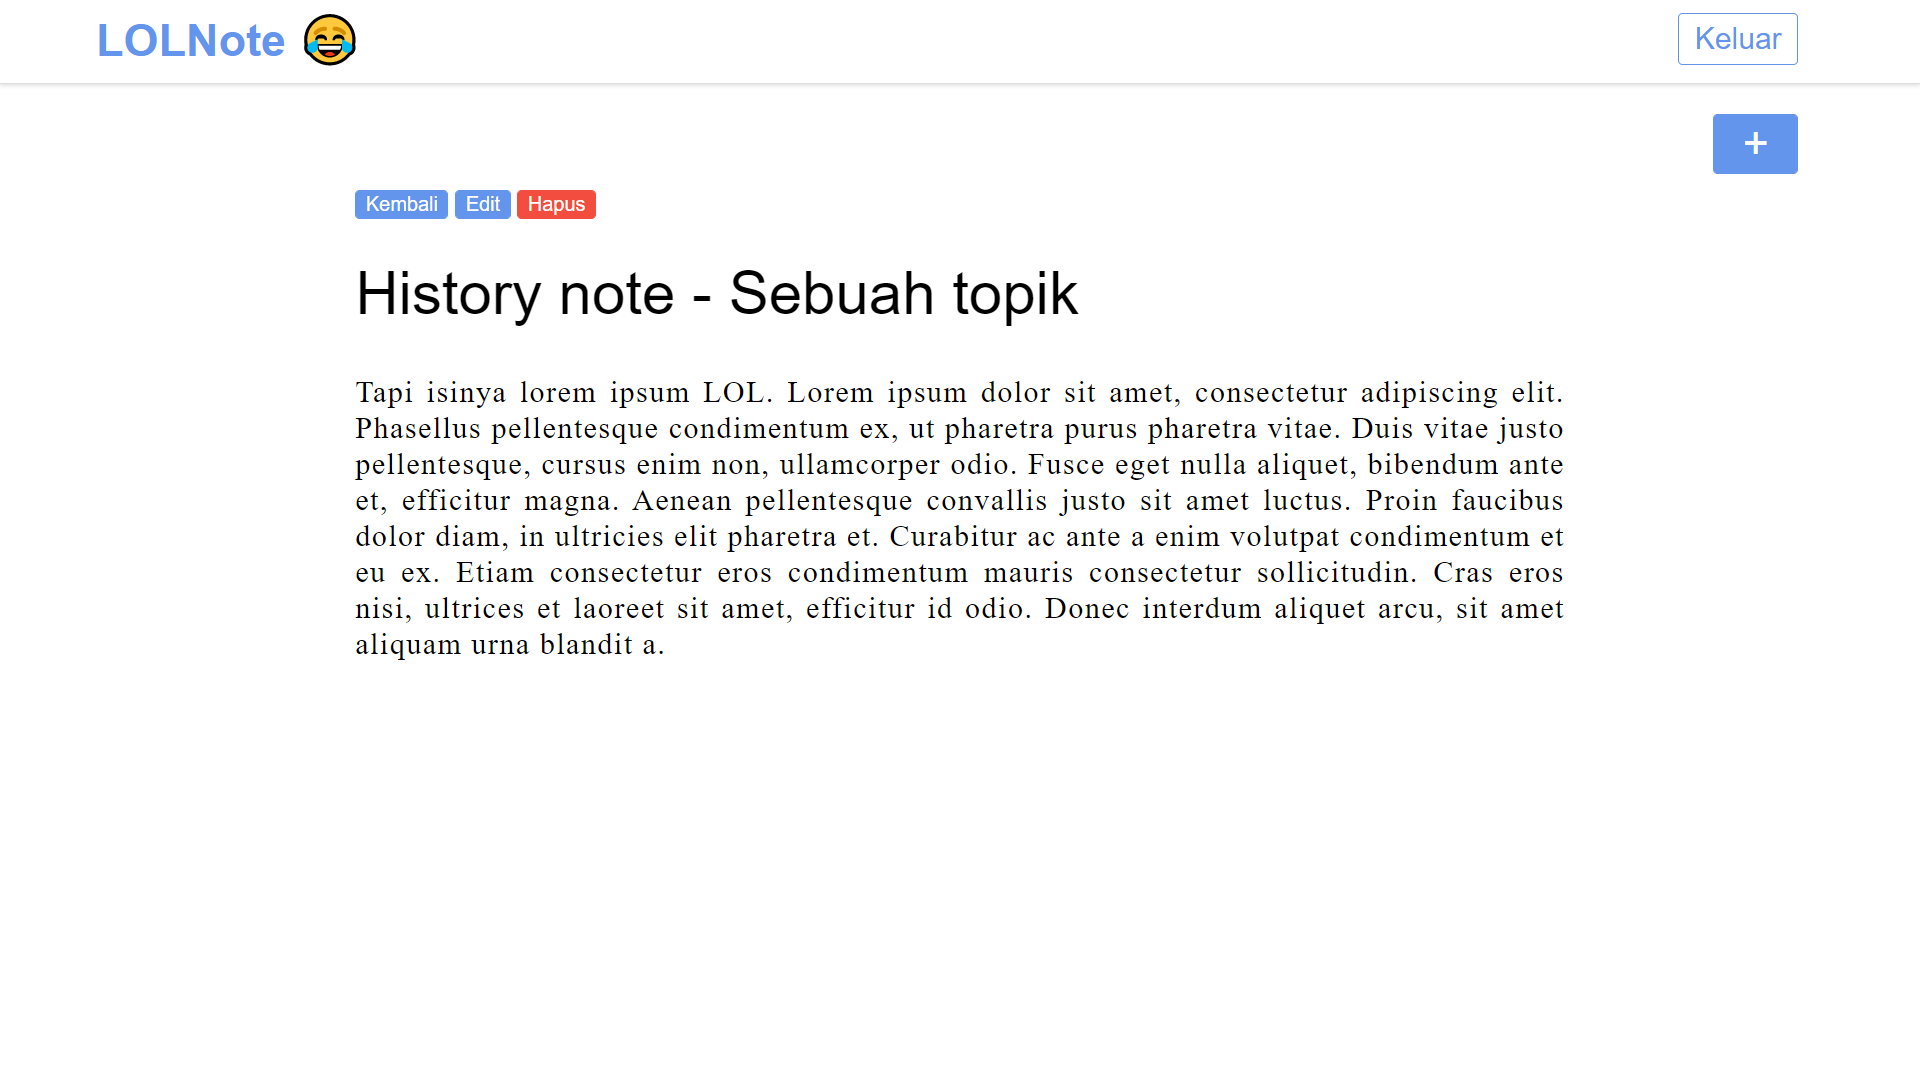 LOLNote
Keluar
+
Kembali Edit Hapus
History note - Sebuah topik
Tapi isinya lorem ipsum LOL. Lorem ipsum dolor sit amet, consectetur adipiscing elit.
Phasellus pellentesque condimentum ex, ut pharetra purus pharetra vitae. Duis vitae justo
pellentesque, cursus enim non, ullamcorper odio. Fusce eget nulla aliquet, bibendum ante
et, efficitur magna. Aenean pellentesque convallis justo sit amet luctus. Proin faucibus
dolor diam, in ultricies elit pharetra et. Curabitur ac ante a enim volutpat condimentum et
eu ex. Etiam consectetur eros condimentum mauris consectetur sollicitudin. Cras eros
nisi, ultrices et laoreet sit amet, efficitur id odio. Donec interdum aliquet arcu, sit amet
aliquam urna blandit a.